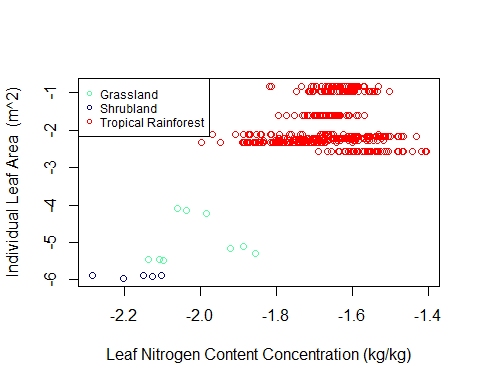 Grassland
Shrubland
Tropical Rainforest
Individual Leaf Area (m^2)
-1
-2
-3
-4
-5
-6
-2.2 -2.0 -1.8 -1.6 -1.4
Leaf Nitrogen Content Concentration (kg/kg)